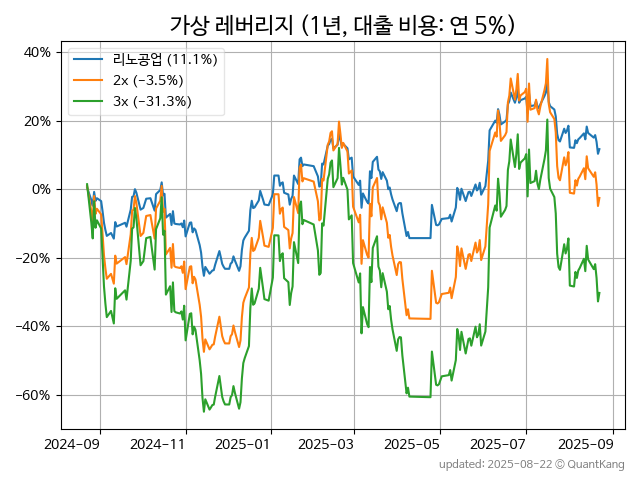 가상 레버리지 (1년, 대출 비용: 연 5%)
리노공업 (11.1%)
2x (−3.5%)
3x (−31.3%)
40%
20%
0%
−20%
−40%
−60%
2024-09 2024-11 2025-01 2025-03 2025-05 2025-07 2025-09
updated: 2025-08-22 © QuantKang